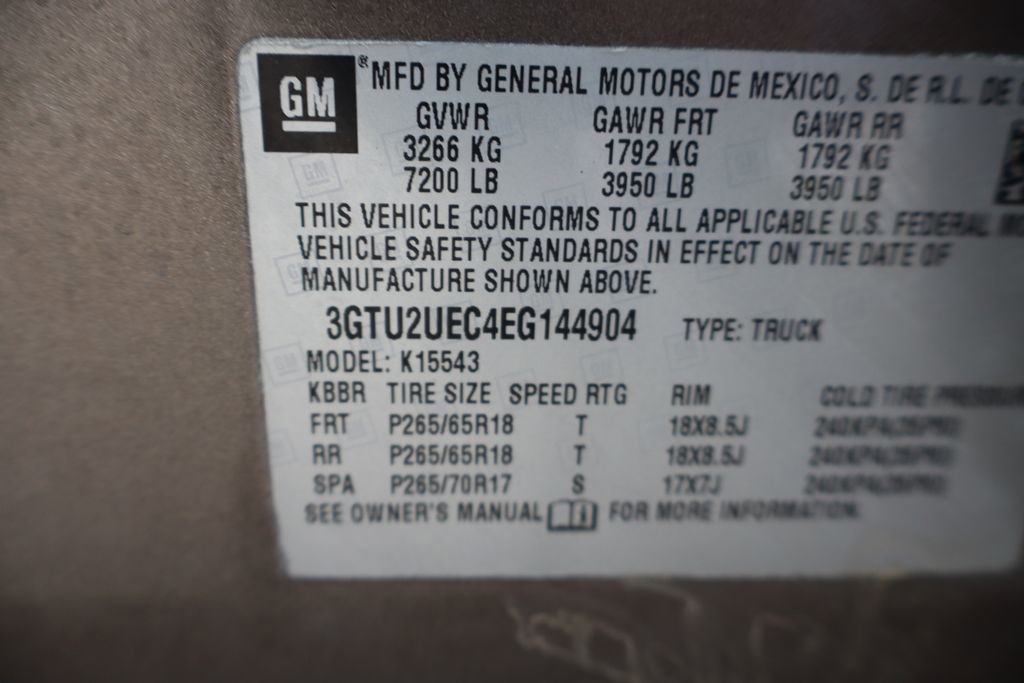 GM ® MFD BY GENERAL MOTORS DE MEXICO, S. DE R.L. DE
GVWR GAWR FRT GAWR RR
3266 KG 1792 KG 1792 KG
7200 LB 3950 LB 3950 LB
THIS VEHICLE CONFORMS TO ALL APPLICABLE U.S. FEDERAL
VEHICLE SAFETY STANDARDS IN EFFECT ON THE DATE OF
MANUFACTURE SHOWN ABOVE.
3GTU2UEC4EG144904 TYPE: TRUCK
MODEL: K15543
KBBR TIRE SIZE SPEED RTG RIM COLD TIRE
FRT P265/65R18 T 18X8.5J
RR P265/65R18 T 18X8.5J
SPA P265/70R17 S 17X7J
SEE OWNER'S MANUAL FOR MORE INFORMATION.